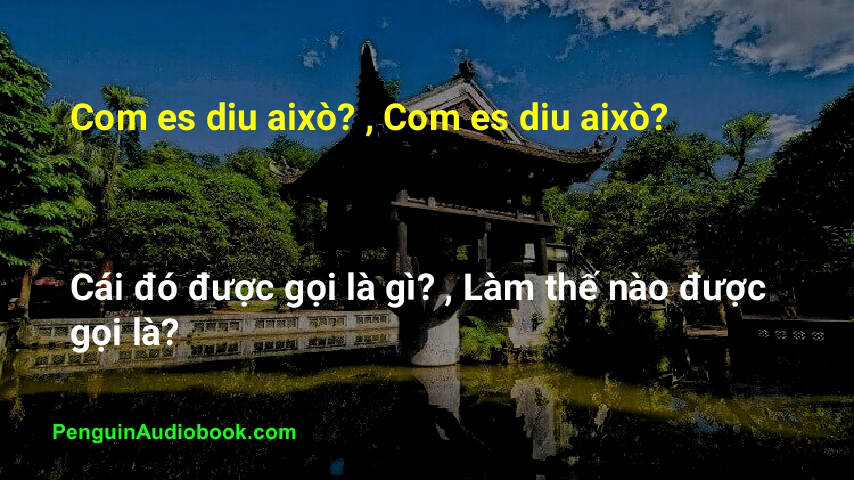 Com es diu això? , Com es diu això?
Cái đó được gọi là gì? , Làm thế nào được
gọi là?
PenguinAudiobook.com